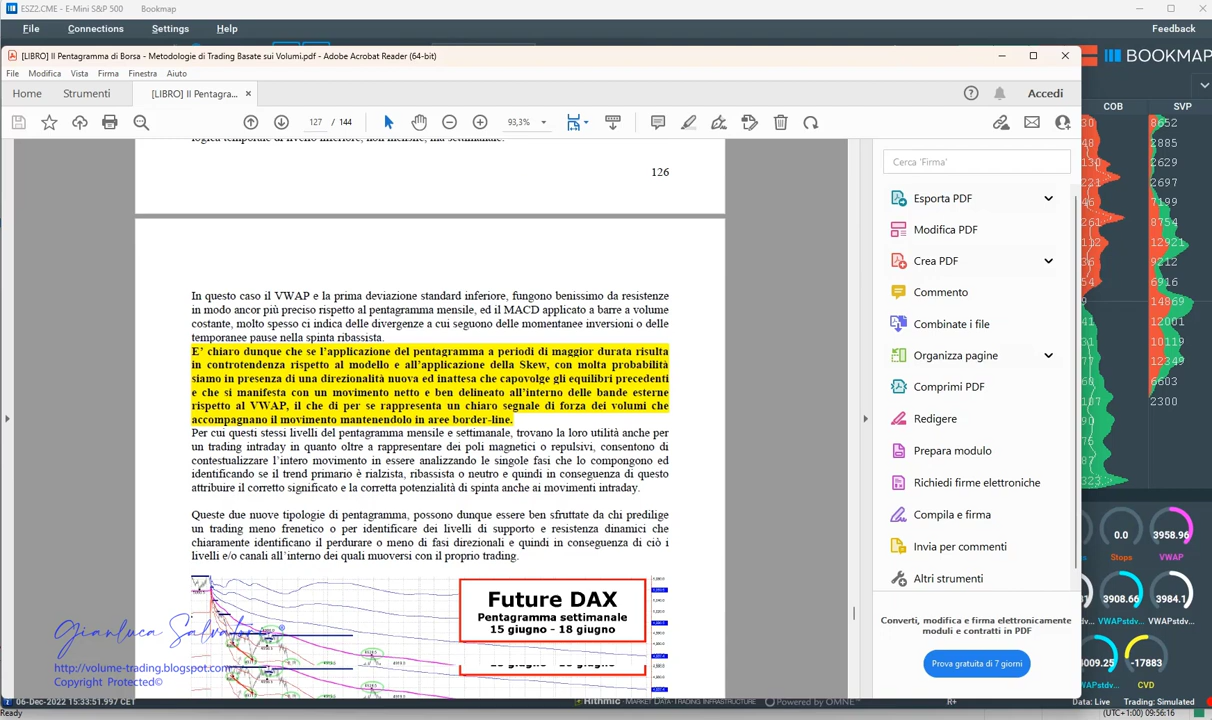 ESZ2.CME - E-Mini S&P 500 Bookmap
File Connections Settings Help Feedback
[LIBRO] Il Pentagramma di Borsa - Metodologie di Trading Basate sui Volumi.pdf - Adobe Acrobat Reader (64-bit)
BOOKMAP
File Modifica Vista Firma Finestra Aiuto
Home Strumenti [LIBRO] Il Pentagra... × Accedi
COB SVP
127 / 144 93,3%
126
In questo caso il VWAP e la prima deviazione standard inferiore, fungono benissimo da resistenze
in modo ancor più preciso rispetto al pentagramma mensile, ed il MACD applicato a barre a volume
costante, molto spesso ci indica delle divergenze a cui seguono delle momentanee inversioni o delle
temporanee pause nella spinta ribassista.
E' chiaro dunque che se l'applicazione del pentagramma a periodi di maggior durata risulta
in controtendenza rispetto al modello e all'applicazione della Skew, con molta probabilità
siamo in presenza di una direzionalità nuova ed inattesa che capovolge gli equilibri precedenti
e che si manifesta con un movimento netto e ben delineato all'interno delle bande esterne
rispetto al VWAP, il che di per se rappresenta un chiaro segnale di forza dei volumi che
accompagnano il movimento mantenendolo in aree border-line.
Per cui questi stessi livelli del pentagramma mensile e settimanale, trovano la loro utilità anche per
un trading intraday in quanto oltre a rappresentare dei poli magnetici o repulsivi, consentono di
contestualizzare l'intero movimento in essere analizzando le singole fasi che lo compongono ed
identificando se il trend primario è rialzista, ribassista o neutro e quindi in conseguenza di questo
attribuire il corretto significato e la corretta potenzialità di spinta anche ai movimenti intraday.
Queste due nuove tipologie di pentagramma, possono dunque essere ben sfruttate da chi predilige
un trading meno frenetico o per identificare dei livelli di supporto e resistenza dinamici che
chiaramente identificano il perdurare o meno di fasi direzionali e quindi in conseguenza di ciò i
livelli e/o canali all'interno dei quali muoversi con il proprio trading.
Future DAX
Pentagramma settimanale
15 giugno - 18 giugno
Gianluca Salvatori ®
http://volume-trading.blogspot.com
Copyright Protected©
Cerca 'Firma'
Esporta PDF
Modifica PDF
Crea PDF
Commento
Combinate i file
Organizza pagine
Comprimi PDF
Redigere
Prepara modulo
Richiedi firme elettroniche
Compila e firma
Invia per commenti
Altri strumenti
Converti, modifica e firma elettronicamente
moduli e contratti in PDF
Prova gratuita di 7 giorni
8652
2885
2629
2697
7199
8754
12921
9212
6916
14869
12001
10119
12349
6603
2300
0.0 3958.96
Stops VWAP
3908.66 3984.1
VWAPstdv... VWAPstdv...
4009.25 -17883
VWAPstdv... CVD
06-Dec-2022 15:33:51.997 CET Rithmic MARKET DATA·TRADING INFRASTRUCTURE Powered by OMNE™ R+ Data: Live Trading: Simulated
Ready (UTC+1:00) 09:56:16